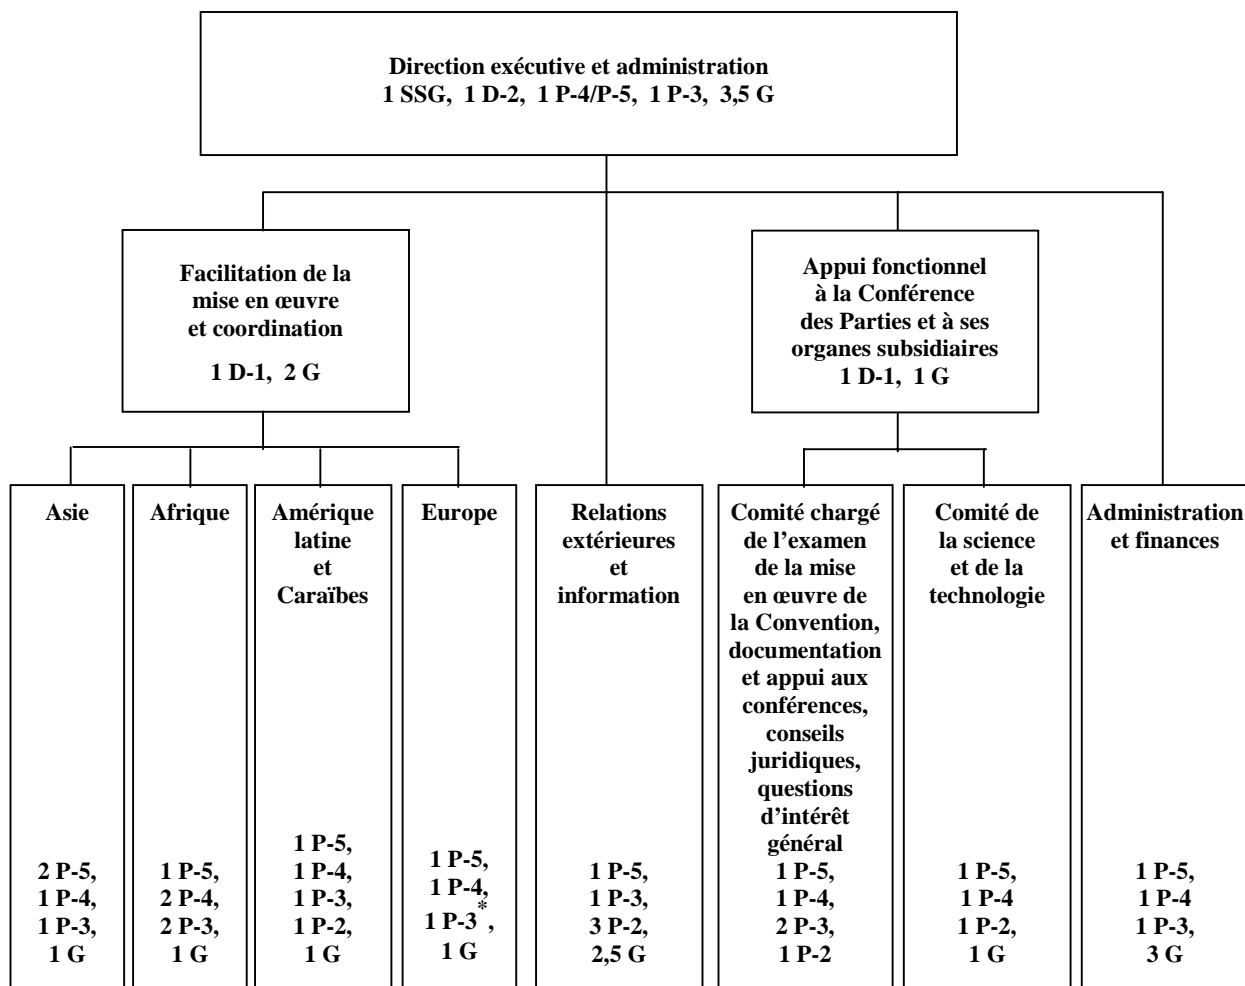 Direction exécutive et administration
1 SSG, 1 D-2, 1 P-4/P-5, 1 P-3, 3,5 G
Facilitation de la
mise en œuvre
et coordination
1 D-1, 2 G
Appui fonctionnel
à la Conférence
des Parties et à ses
organes subsidiaires
1 D-1, 1 G
Asie
2 P-5,
1 P-4,
1 P-3,
1 G
Afrique
1 P-5,
2 P-4,
2 P-3,
1 G
Amérique
latine
et
Caraïbes
1 P-5,
1 P-4,
1 P-3,
1 P-2,
1 G
Europe
1 P-5,
1 P-4,
1 P-3*,
1 G
Relations
extérieures
et
information
1 P-5,
1 P-3,
3 P-2,
2,5 G
Comité chargé
de l’examen
de la mise
en œuvre de
la Convention,
documentation
et appui aux
conférences,
conseils
juridiques,
questions
d’intérêt
général
1 P-5,
1 P-4,
2 P-3,
1 P-2
Comité de
la science
et de la
technologie
1 P-5,
1 P-4
1 P-2,
1 G
Administration
et finances
1 P-5,
1 P-4
1 P-3,
3 G